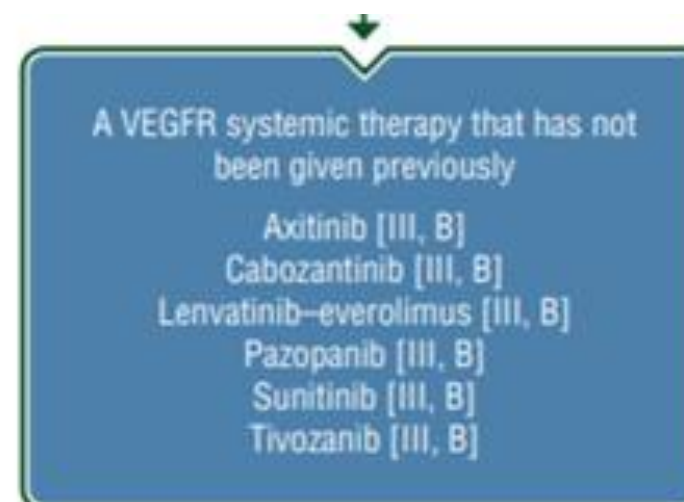 A VEGFR systemic therapy that has not
been given previously
Axitinib [III, B]
Cabozantinib [III, B]
Lenvatinib–everolimus [III, B]
Pazopanib [III, B]
Sunitinib [III, B]
Tivozanib [III, B]